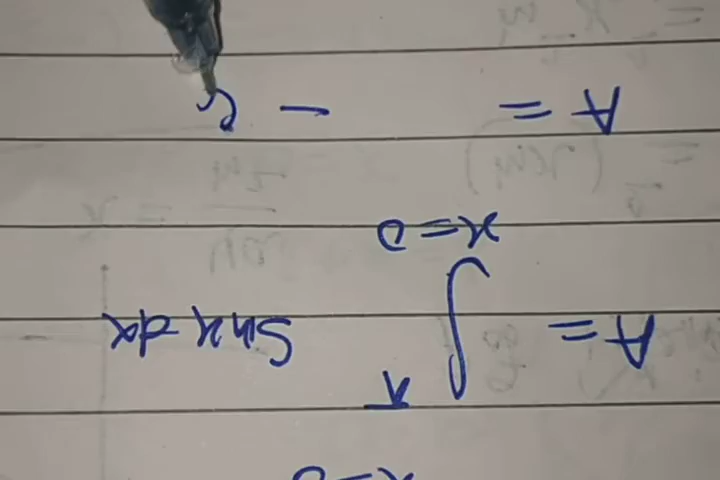 π
A = ∫ Sinx dx
x=0
A = - c